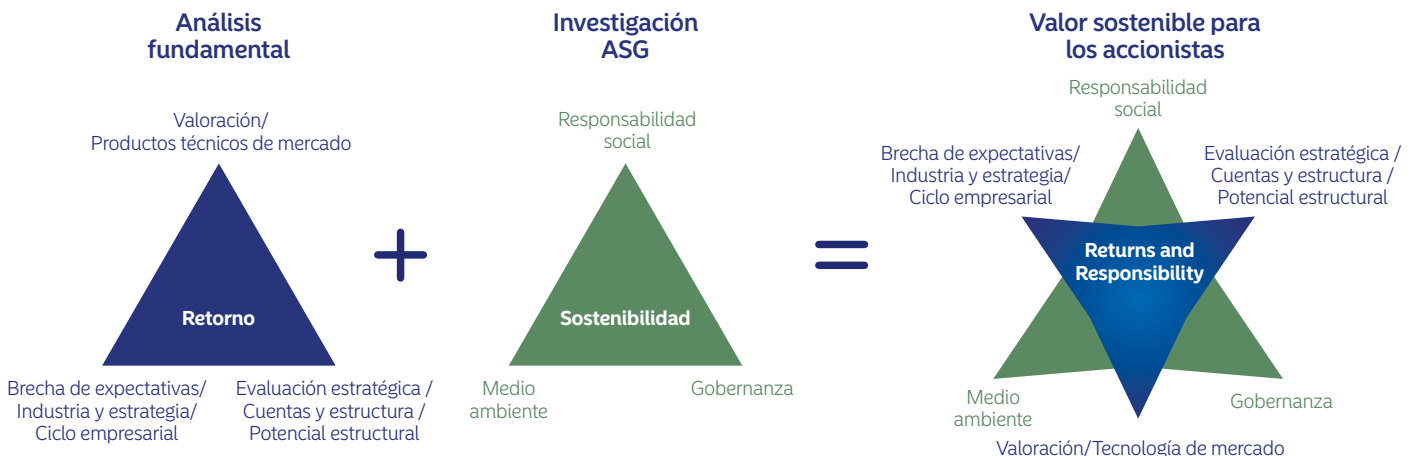 Análisis
fundamental
Valoración/
Productos técnicos de mercado
Retorno
Brecha de expectativas/
Industria y estrategia/
Ciclo empresarial
Evaluación estratégica /
Cuentas y estructura /
Potencial estructural
+
Investigación
ASG
Responsabilidad
social
Sostenibilidad
Medio
ambiente
Gobernanza
=
Valor sostenible para
los accionistas
Responsabilidad
social
Brecha de expectativas/
Industria y estrategia/
Ciclo empresarial
Evaluación estratégica /
Cuentas y estructura /
Potencial estructural
Returns and
Responsibility
Medio
ambiente
Gobernanza
Valoración/Tecnología de mercado